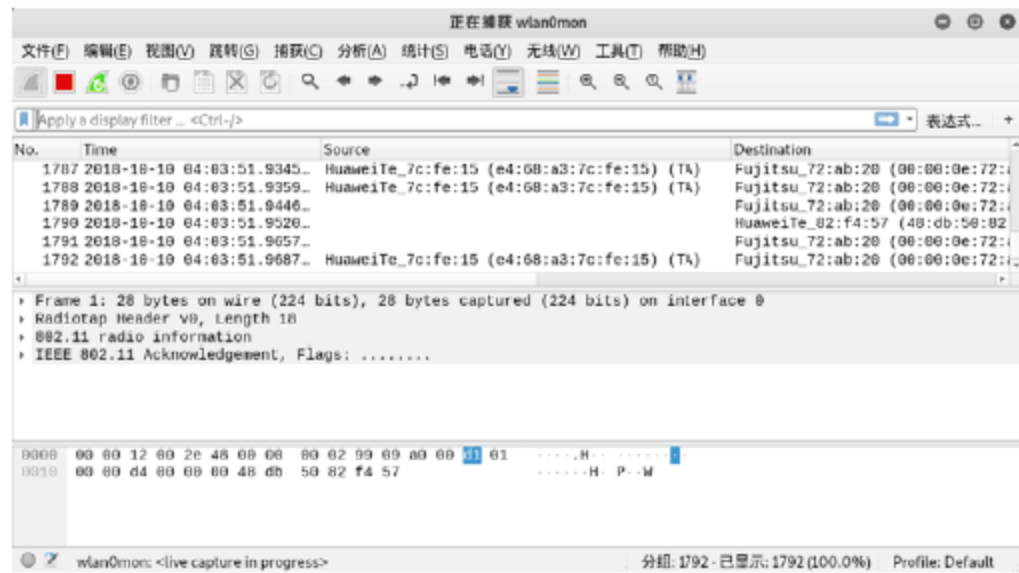 正在捕获 wlan0mon
文件(F) 编辑(E) 视图(V) 跳转(G) 捕获(C) 分析(A) 统计(S) 电话(Y) 无线(W) 工具(T) 帮助(H)
Apply a display filter ... <Ctrl-/> 表达式... +
No. Time Source Destination
1787 2018-10-10 04:03:51.9345… HuaweiTe_7c:fe:15 (e4:68:a3:7c:fe:15) (TA) Fujitsu_72:ab:20 (00:00:0e:72:
1788 2018-10-10 04:03:51.9359… HuaweiTe_7c:fe:15 (e4:68:a3:7c:fe:15) (TA) Fujitsu_72:ab:20 (00:00:0e:72:
1789 2018-10-10 04:03:51.9446… Fujitsu_72:ab:20 (00:00:0e:72:
1790 2018-10-10 04:03:51.9520… HuaweiTe_82:f4:57 (48:db:50:82
1791 2018-10-10 04:03:51.9657… Fujitsu_72:ab:20 (00:00:0e:72:
1792 2018-10-10 04:03:51.9687… HuaweiTe_7c:fe:15 (e4:68:a3:7c:fe:15) (TA) Fujitsu_72:ab:20 (00:00:0e:72:
Frame 1: 28 bytes on wire (224 bits), 28 bytes captured (224 bits) on interface 0
Radiotap Header v0, Length 18
802.11 radio information
IEEE 802.11 Acknowledgement, Flags: ........
0000 00 00 12 00 2e 48 00 00 00 02 99 09 a0 00 d1 01 ·····.H·· ·······
0010 00 00 d4 00 00 00 48 db 50 82 f4 57 ······H· P··W
wlan0mon: <live capture in progress> 分组: 1792 · 已显示: 1792 (100.0%) Profile: Default